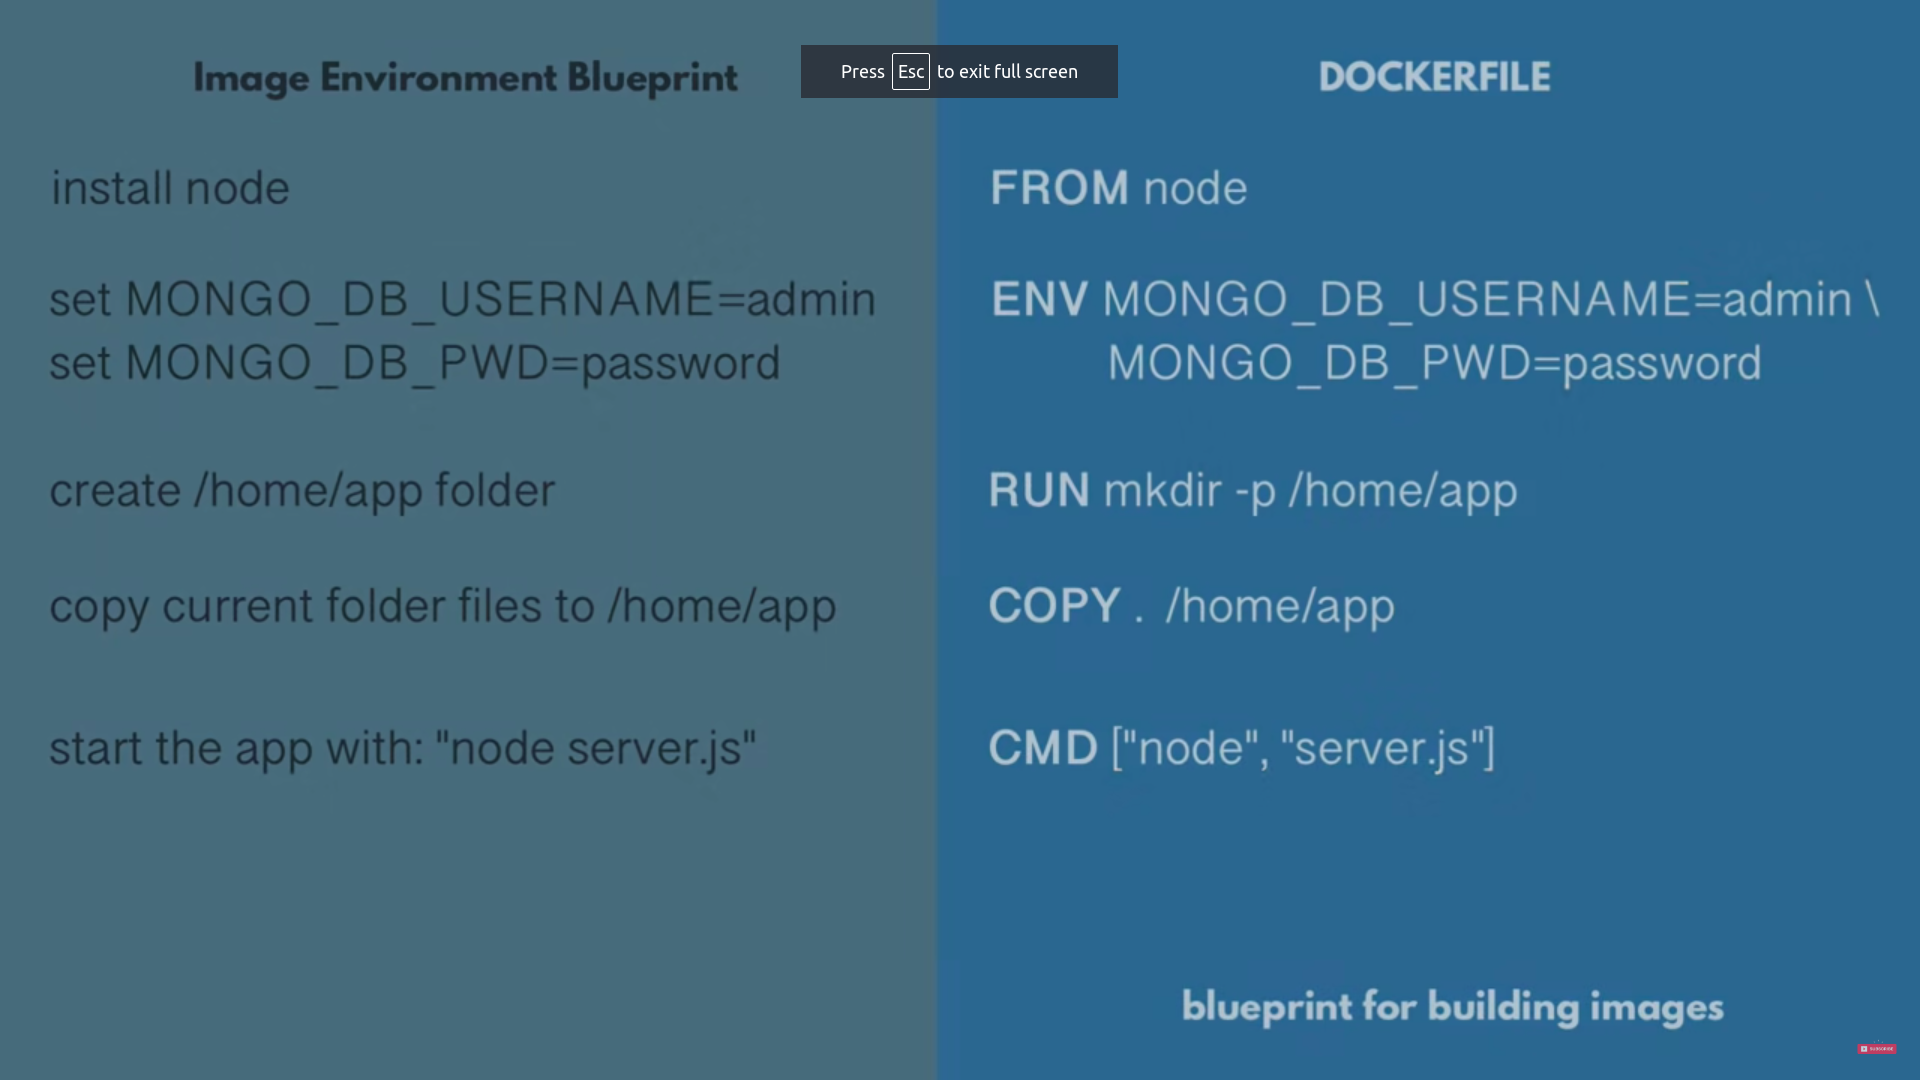 Press Esc to exit full screen
Image Environment Blueprint
install node
set MONGO_DB_USERNAME=admin
set MONGO_DB_PWD=password
create /home/app folder
copy current folder files to /home/app
start the app with: "node server.js"
DOCKERFILE
FROM node
ENV MONGO_DB_USERNAME=admin \
MONGO_DB_PWD=password
RUN mkdir -p /home/app
COPY . /home/app
CMD ["node", "server.js"]
blueprint for building images
SUBSCRIBE